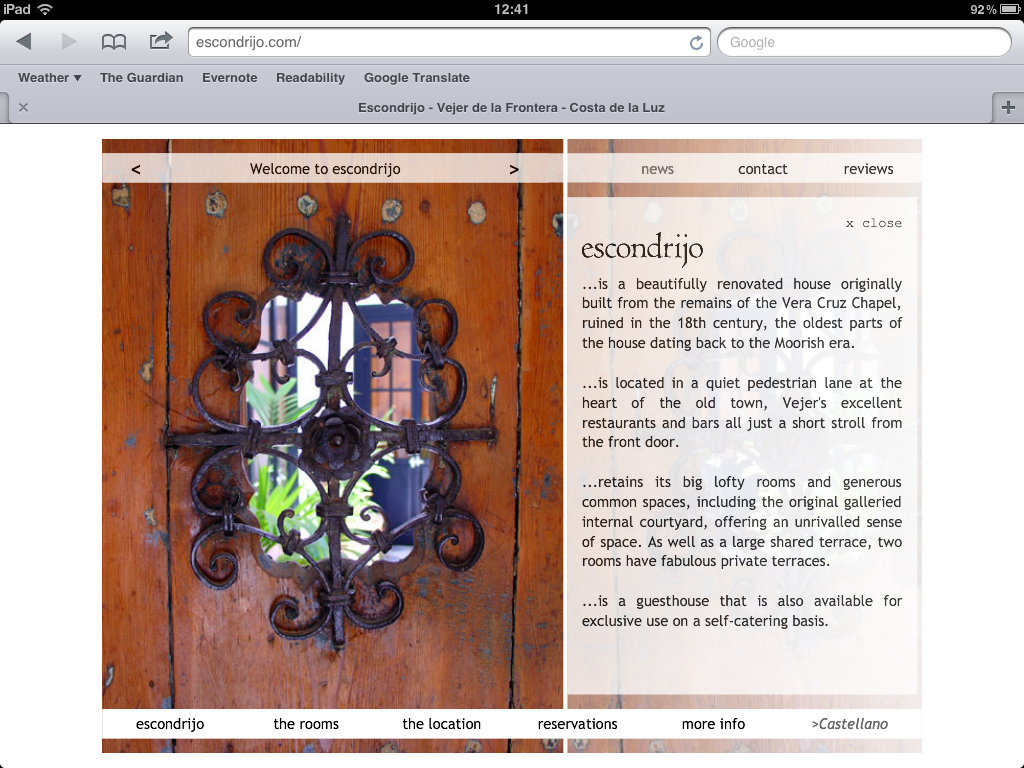 iPad 12:41 92%
escondrijo.com/ Google
Weather ▾ The Guardian Evernote Readability Google Translate
Escondrijo - Vejer de la Frontera - Costa de la Luz
< Welcome to escondrijo > news contact reviews
x close
escondrijo
...is a beautifully renovated house originally
built from the remains of the Vera Cruz Chapel,
ruined in the 18th century, the oldest parts of
the house dating back to the Moorish era.
...is located in a quiet pedestrian lane at the
heart of the old town, Vejer's excellent
restaurants and bars all just a short stroll from
the front door.
...retains its big lofty rooms and generous
common spaces, including the original galleried
internal courtyard, offering an unrivalled sense
of space. As well as a large shared terrace, two
rooms have fabulous private terraces.
...is a guesthouse that is also available for
exclusive use on a self-catering basis.
escondrijo the rooms the location reservations more info >Castellano